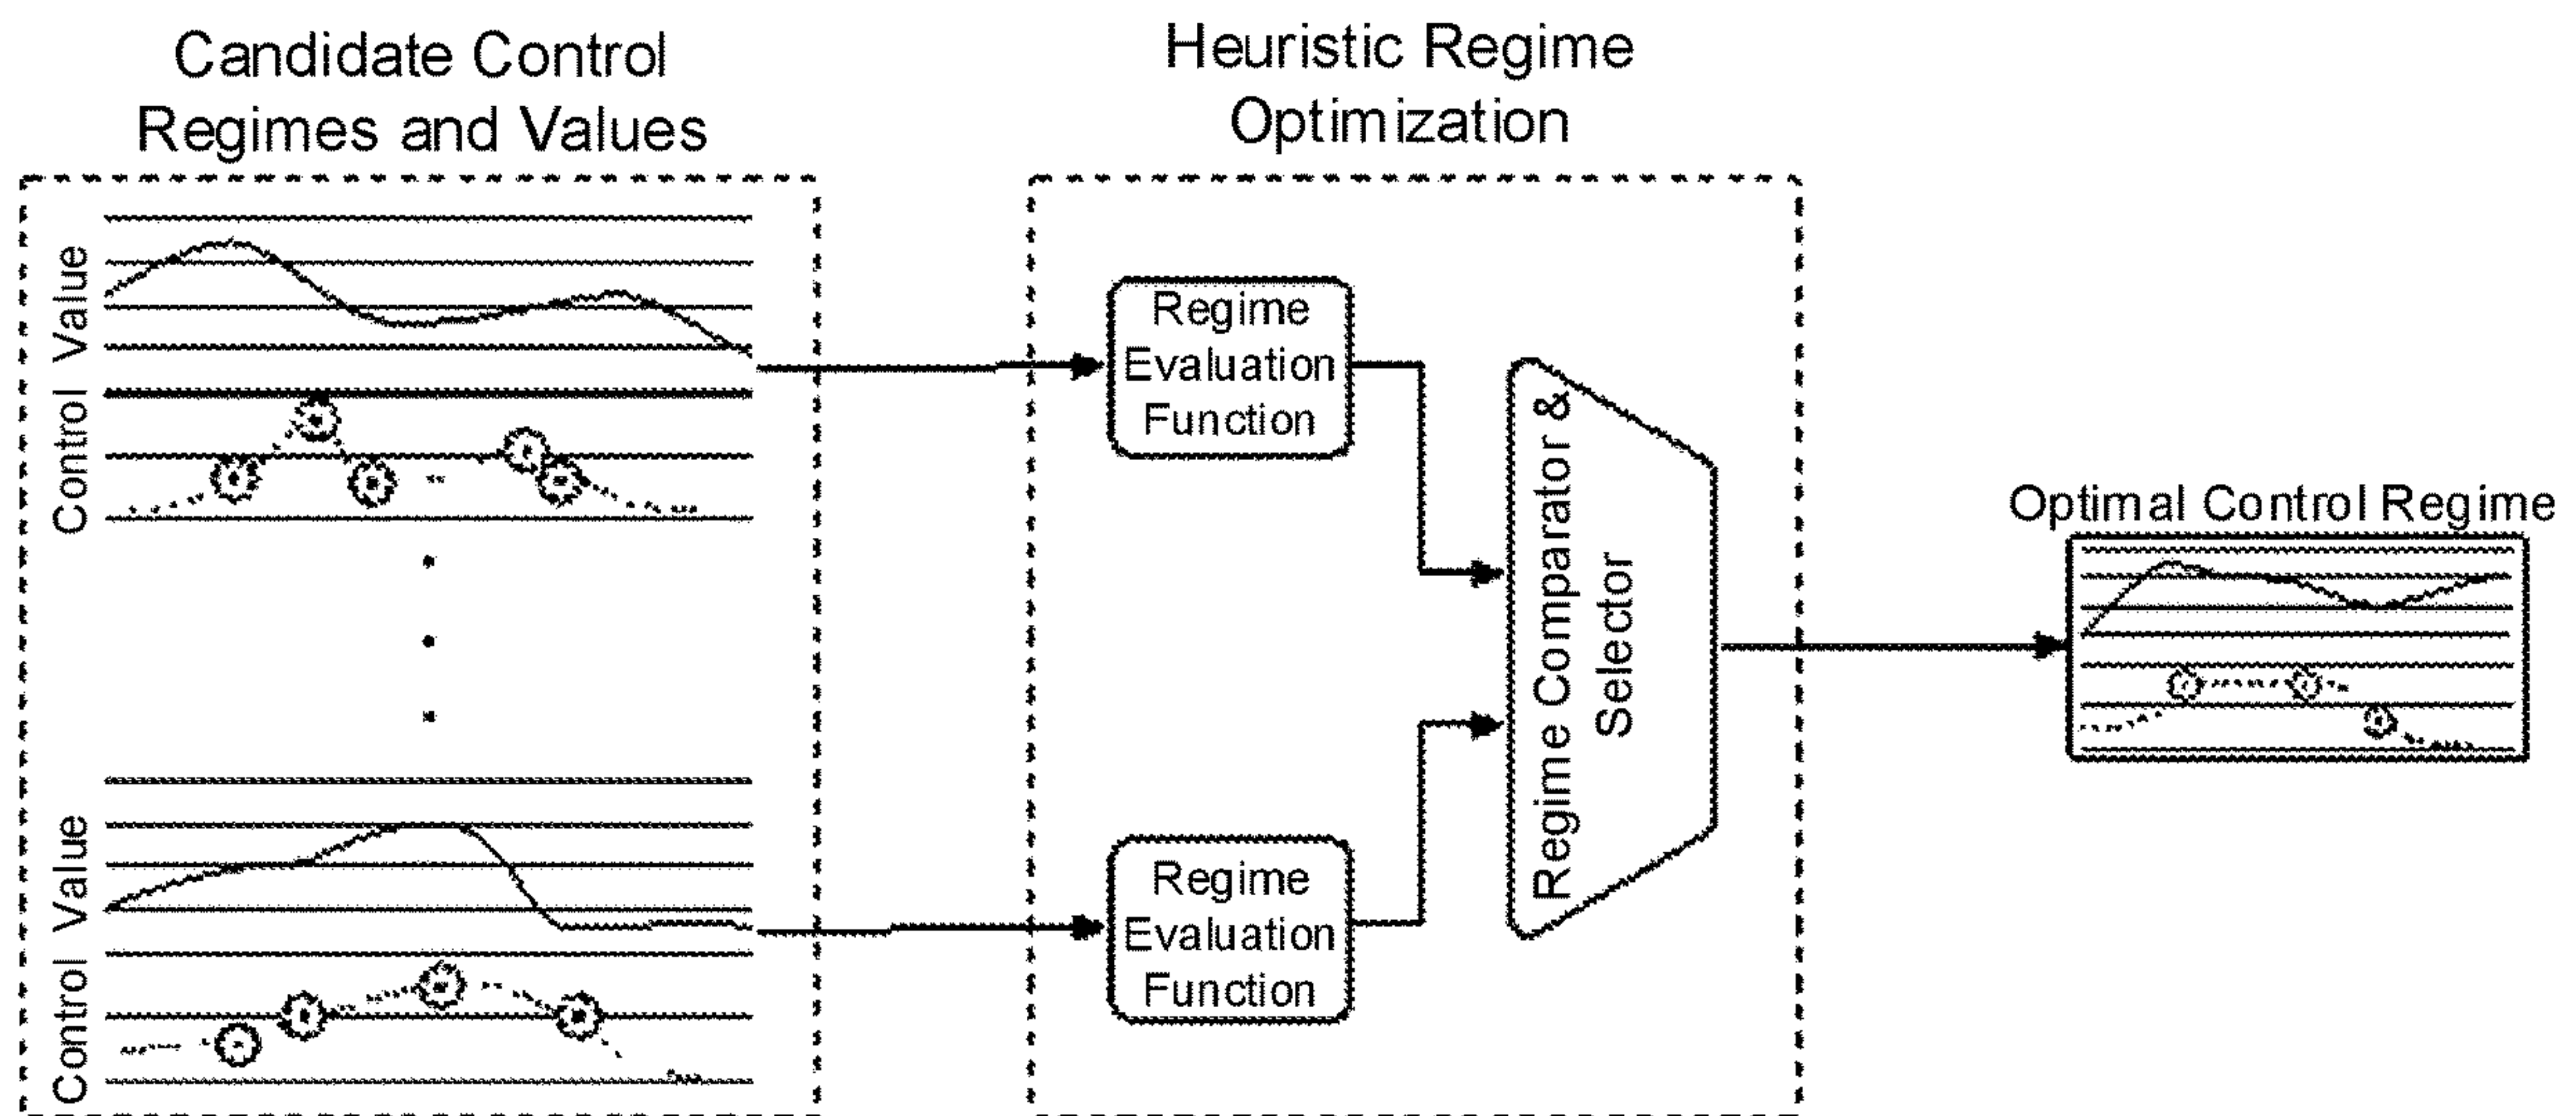 Candidate Control
Regimes and Values
Heuristic Regime
Optimization
Value
Control
Value
Control
Regime
Evaluation
Function
Regime
Evaluation
Function
Regime Comparator &
Selector
Optimal Control Regime